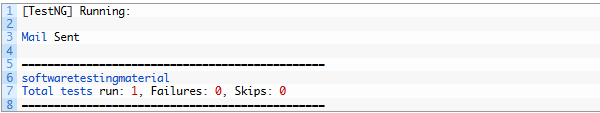 1 [TestNG] Running:
2
3 Mail Sent
4
5 ===============================================
6 softwaretestingmaterial
7 Total tests run: 1, Failures: 0, Skips: 0
8 ===============================================